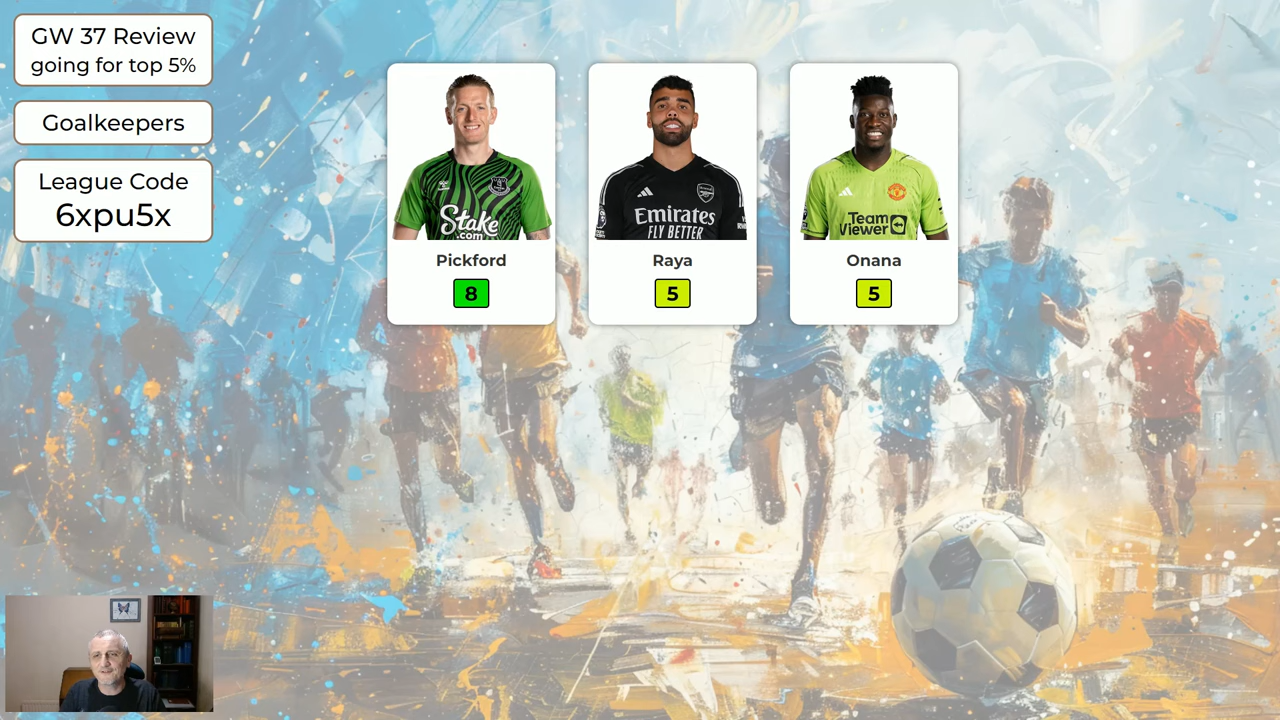 GW 37 Review
going for top 5%
Goalkeepers
League Code
6xpu5x
Stake
.com
Pickford
8
Emirates
FLY BETTER
Raya
5
Team
Viewer
Onana
5